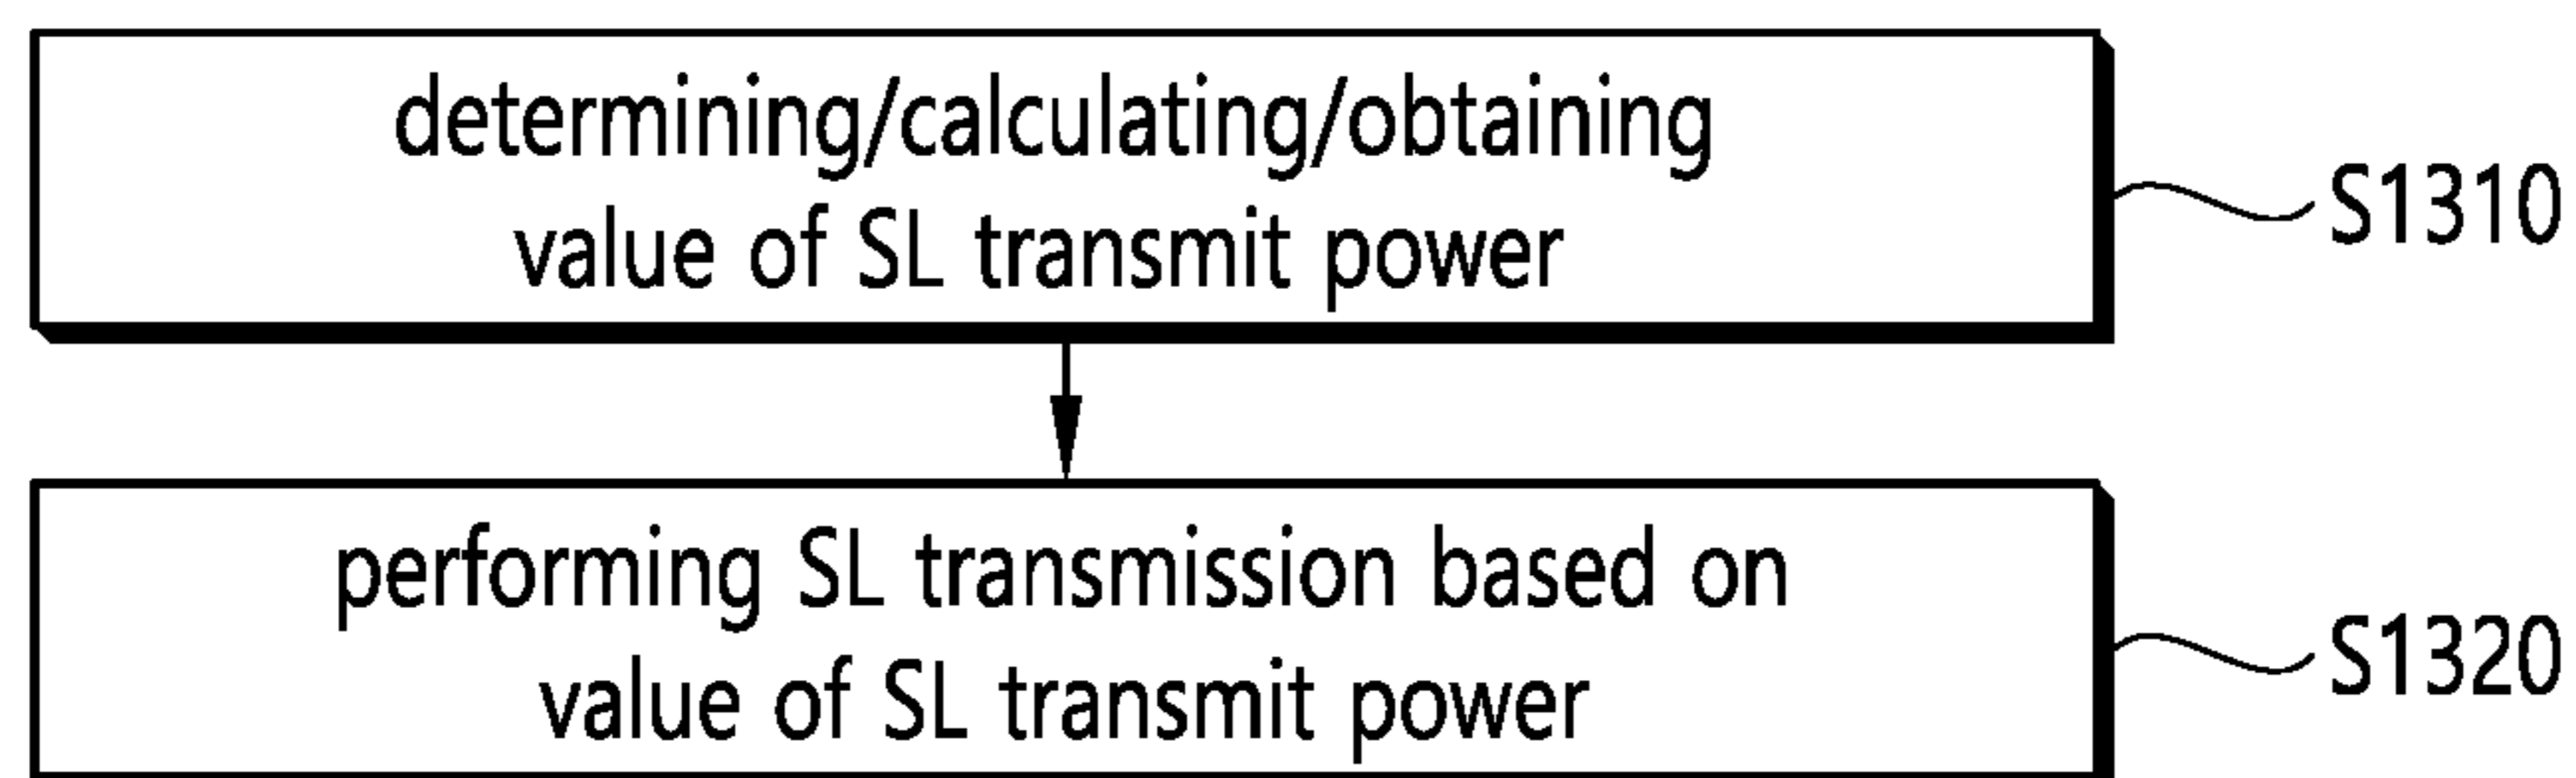 determining/calculating/obtaining
value of SL transmit power
S1310
performing SL transmission based on
value of SL transmit power
S1320